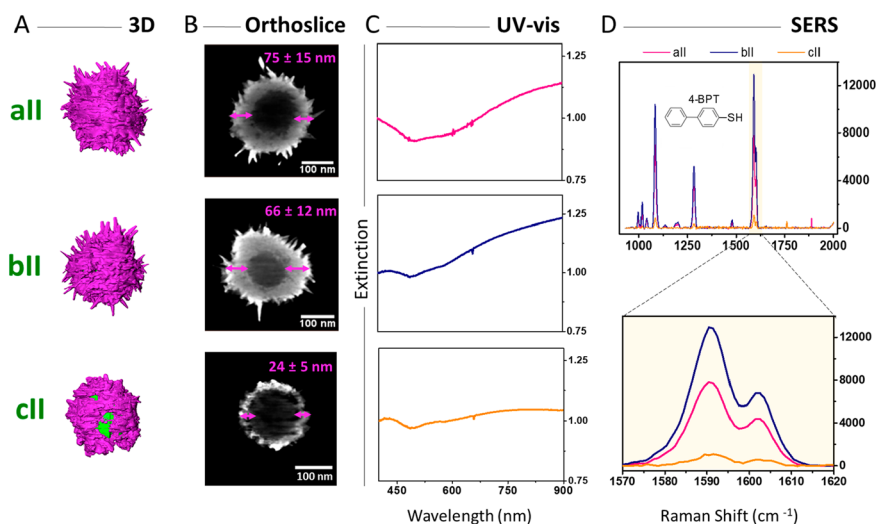 A 3D
B Orthoslice
C UV-vis
D SERS
aII
bII
cII
75 ± 15 nm
100 nm
66 ± 12 nm
100 nm
24 ± 5 nm
100 nm
Extinction
1.25
1.00
0.75
1.25
1.00
0.75
1.25
1.00
0.75
450 600 750 900
Wavelength (nm)
aII bII cII
4-BPT
SH
12000
8000
4000
0
1000 1250 1500 1750 2000
12000
8000
4000
0
1570 1580 1590 1600 1610 1620
Raman Shift (cm -1)